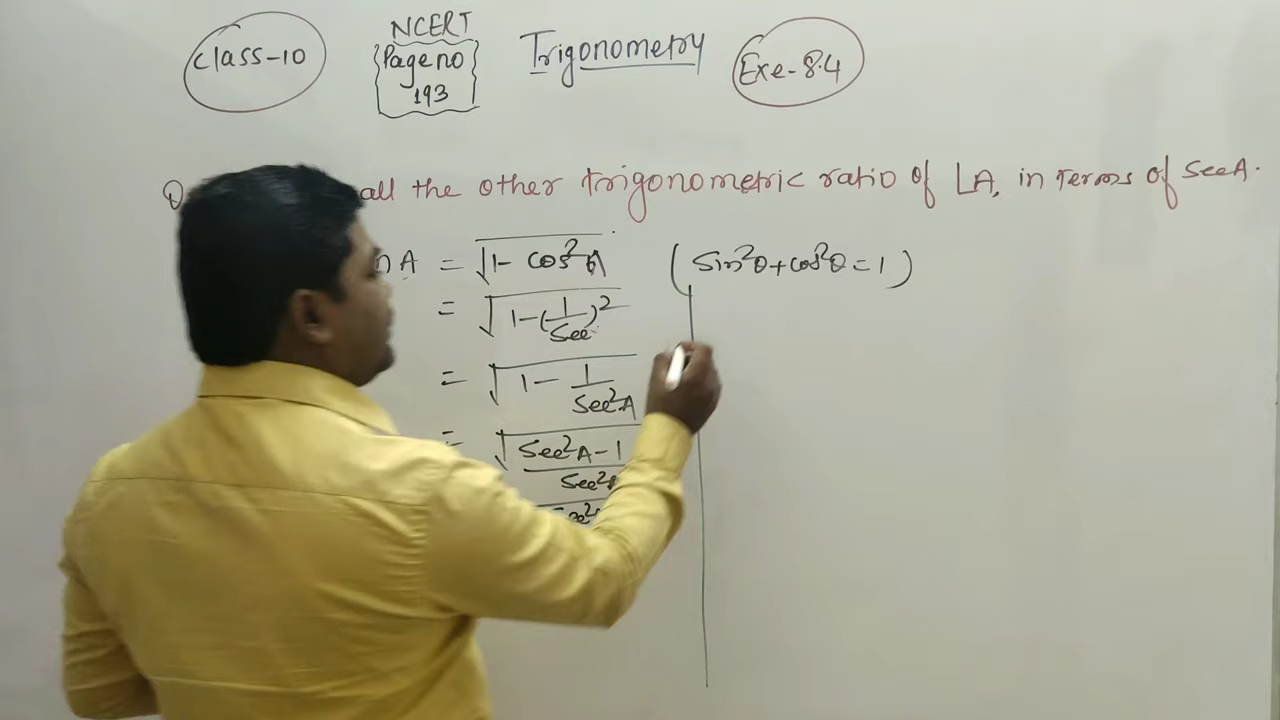 Class-10
NCERT
Page no
193
Trigonometry
Exe-8.4
all the other trigonometric ratio of ∠A, in Terms of SecA.
A = √1- cos²A (Sin²θ+cos²θ=1)
= √1-(1/Sec)²
= √1 - 1/Sec²A
= √Sec²A-1/Sec²A